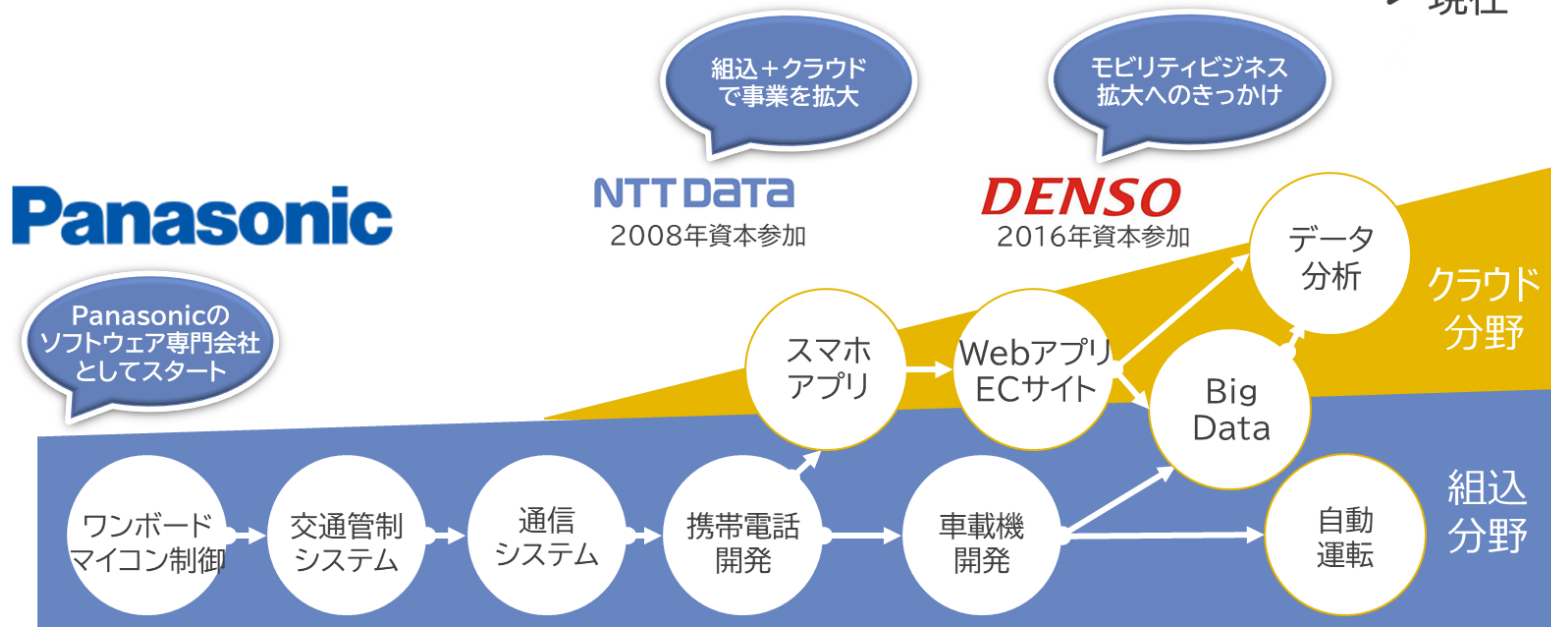 現在
組込+クラウド
で事業を拡大
モビリティビジネス
拡大へのきっかけ
Panasonic
NTT DATA
2008年資本参加
DENSO
2016年資本参加
Panasonicの
ソフトウェア専門会社
としてスタート
データ
分析
クラウド
分野
スマホ
アプリ
Webアプリ
ECサイト
Big
Data
ワンボード
マイコン制御
交通管制
システム
通信
システム
携帯電話
開発
車載機
開発
自動
運転
組込
分野